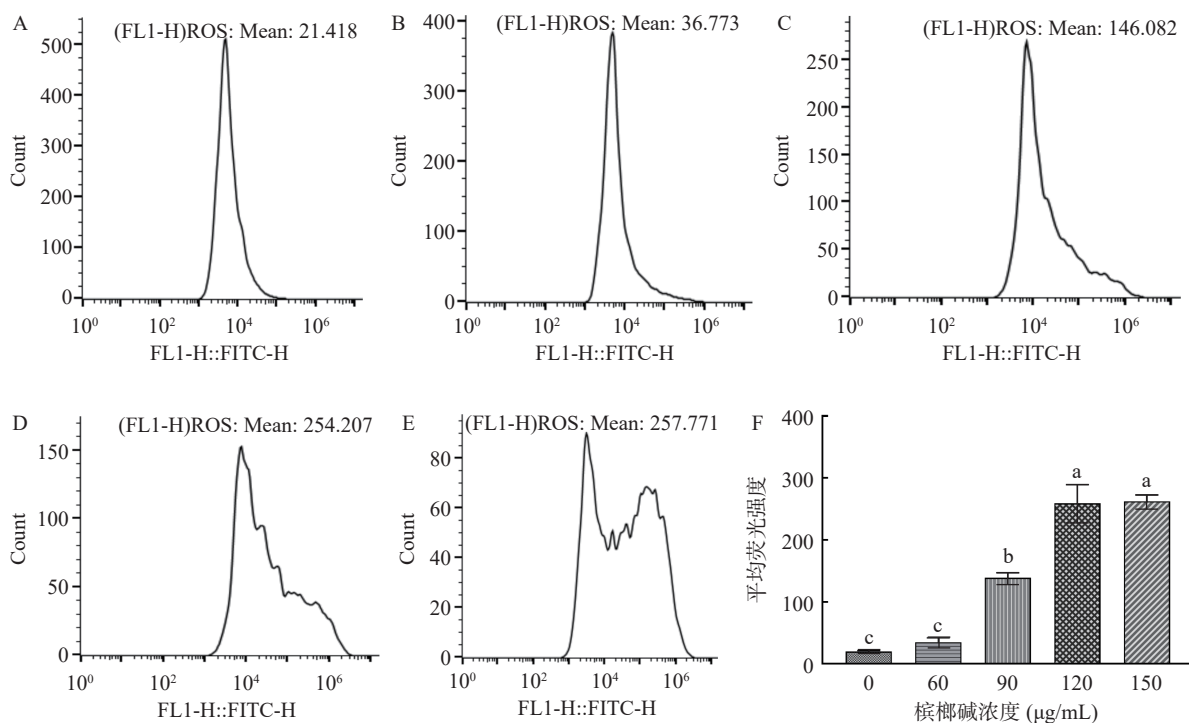 A
(FL1-H)ROS: Mean: 21.418
Count
500
400
300
200
100
0
10⁰
10²
10⁴
10⁶
FL1-H::FITC-H
B
(FL1-H)ROS: Mean: 36.773
Count
400
300
200
100
0
10⁰
10²
10⁴
10⁶
FL1-H::FITC-H
C
(FL1-H)ROS: Mean: 146.082
Count
250
200
150
100
50
0
10⁰
10²
10⁴
10⁶
FL1-H::FITC-H
D
(FL1-H)ROS: Mean: 254.207
Count
150
100
50
0
10⁰
10²
10⁴
10⁶
FL1-H::FITC-H
E
(FL1-H)ROS: Mean: 257.771
Count
80
60
40
20
0
10⁰
10²
10⁴
10⁶
FL1-H::FITC-H
F
平均荧光强度
400
300
200
100
0
c
c
b
a
a
0
60
90
120
150
槟榔碱浓度 (μg/mL)